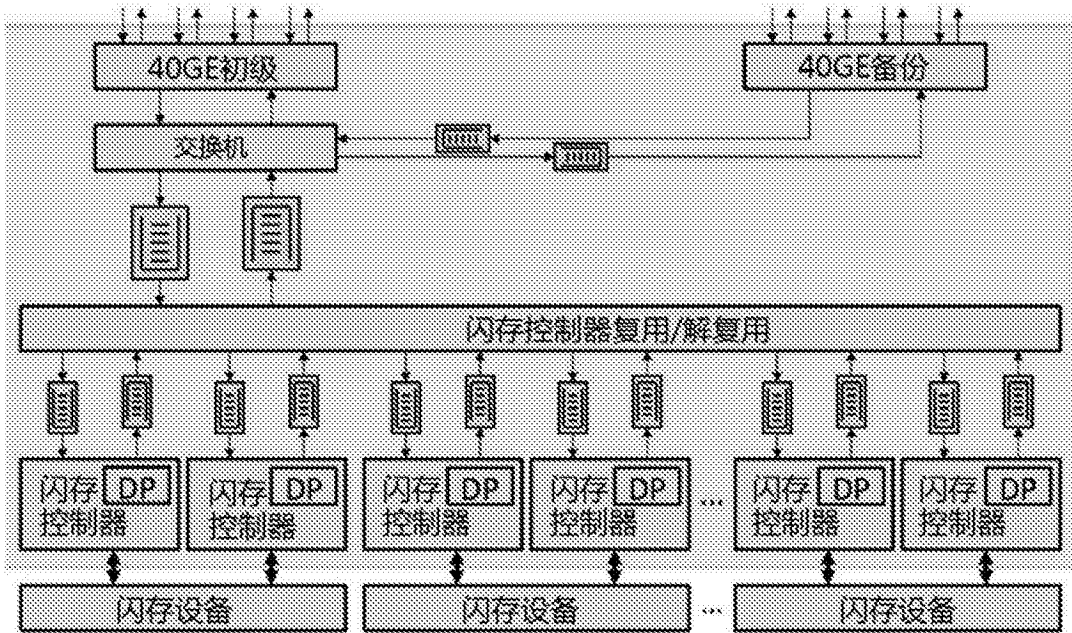 40GE初级
40GE备份
交换机
闪存控制器复用/解复用
闪存 DP
控制器
闪存 DP
控制器
闪存 DP
控制器
闪存 DP
控制器
...
闪存 DP
控制器
闪存 DP
控制器
闪存设备
闪存设备
...
闪存设备